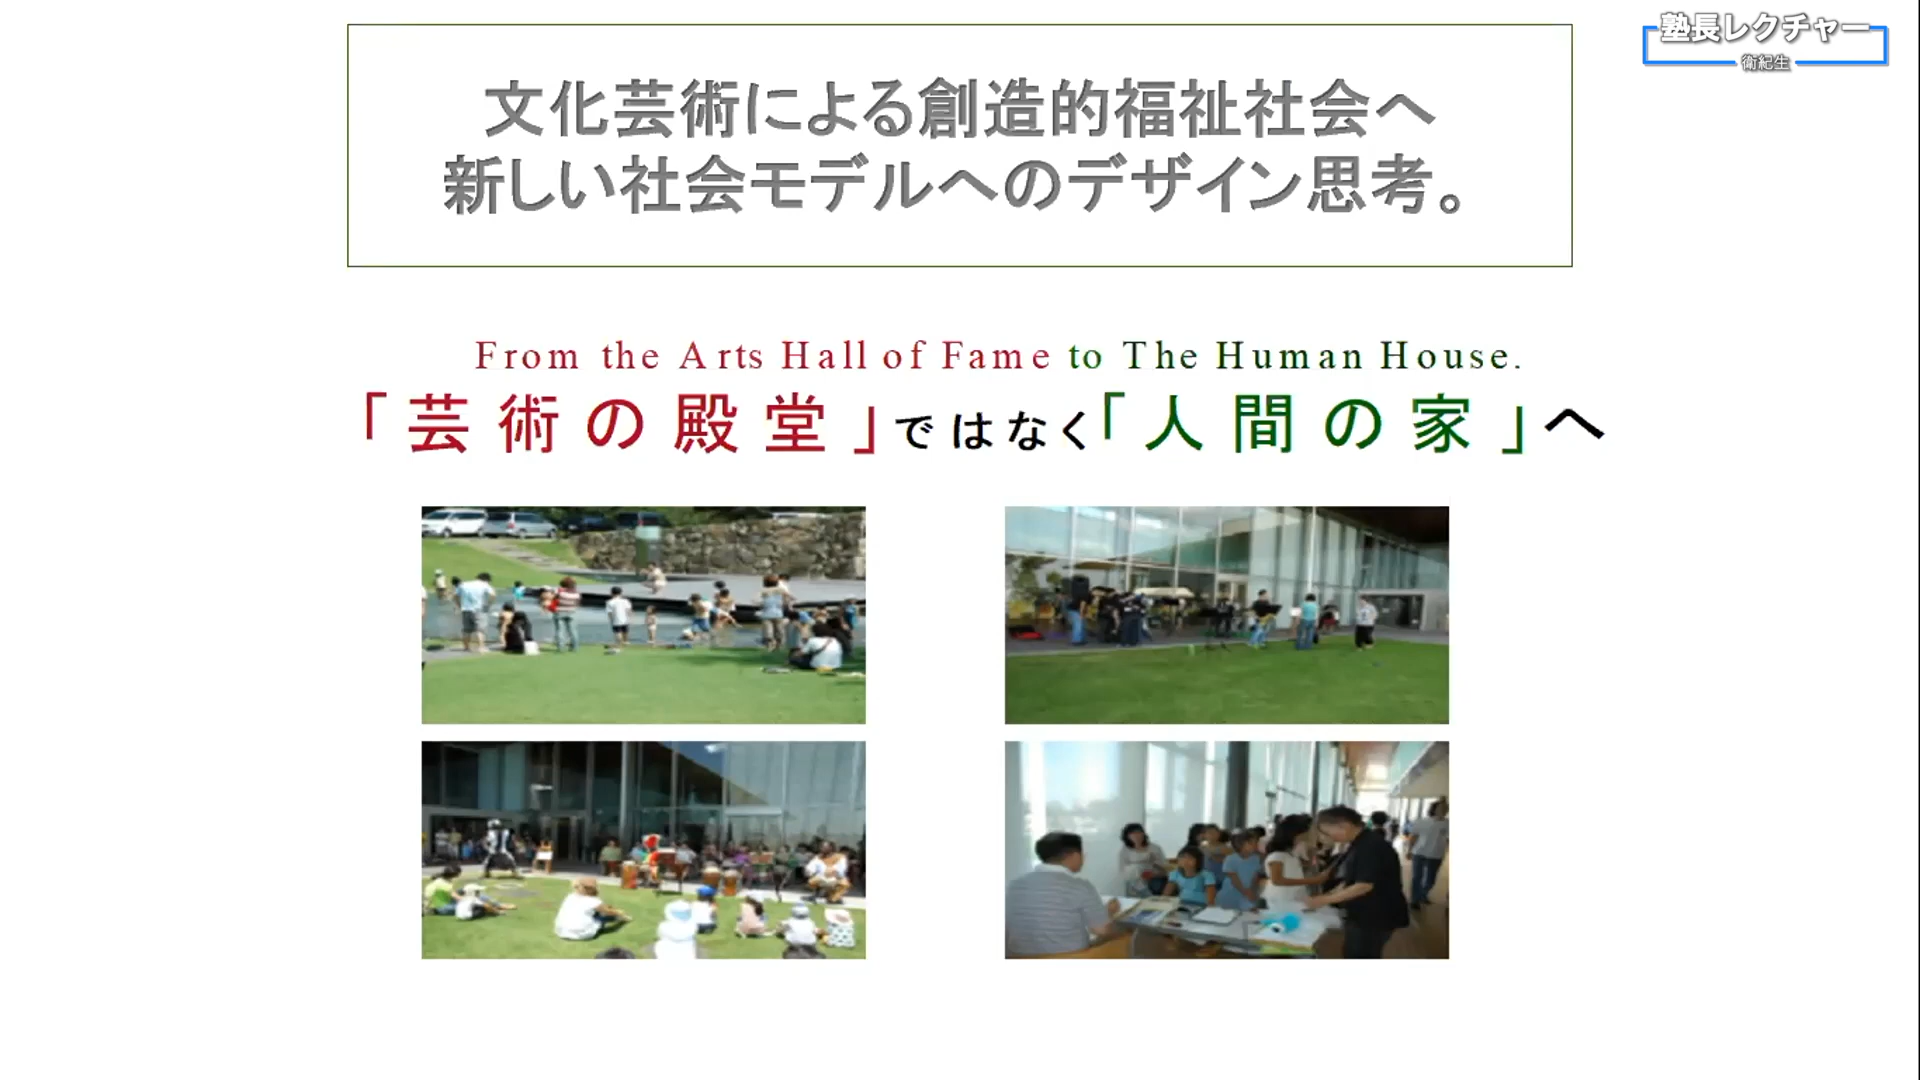 塾長レクチャー
衛紀生
文化芸術による創造的福祉社会へ
新しい社会モデルへのデザイン思考。
From the Arts Hall of Fame to The Human House.
「芸術の殿堂」ではなく「人間の家」へ